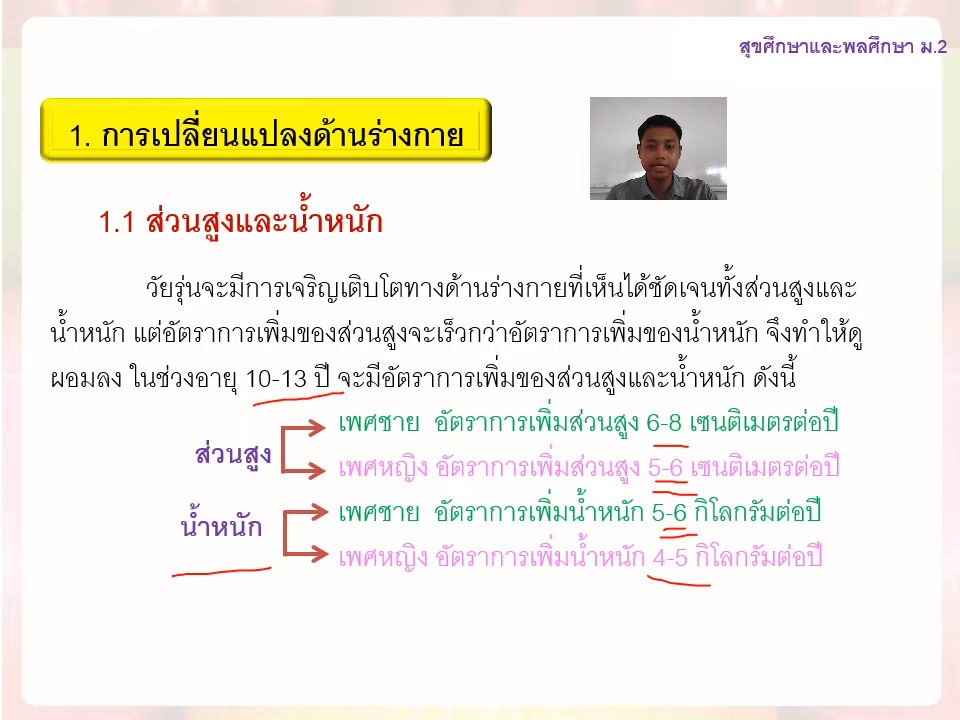 สุขศึกษาและพลศึกษา ม.2
1. การเปลี่ยนแปลงด้านร่างกาย
1.1 ส่วนสูงและน้ำหนัก
วัยรุ่นจะมีการเจริญเติบโตทางด้านร่างกายที่เห็นได้ชัดเจนทั้งส่วนสูงและ
น้ำหนัก แต่อัตราการเพิ่มของส่วนสูงจะเร็วกว่าอัตราการเพิ่มของน้ำหนัก จึงทำให้ดู
ผอมลง ในช่วงอายุ 10-13 ปี จะมีอัตราการเพิ่มของส่วนสูงและน้ำหนัก ดังนี้
ส่วนสูง
เพศชาย อัตราการเพิ่มส่วนสูง 6-8 เซนติเมตรต่อปี
เพศหญิง อัตราการเพิ่มส่วนสูง 5-6 เซนติเมตรต่อปี
น้ำหนัก
เพศชาย อัตราการเพิ่มน้ำหนัก 5-6 กิโลกรัมต่อปี
เพศหญิง อัตราการเพิ่มน้ำหนัก 4-5 กิโลกรัมต่อปี